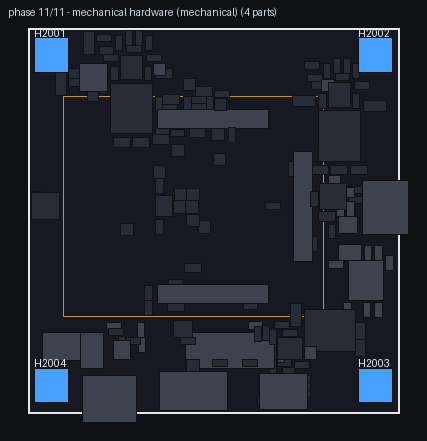 phase 11/11 - mechanical hardware (mechanical) (4 parts)
H2001
H2002
H2004
H2003